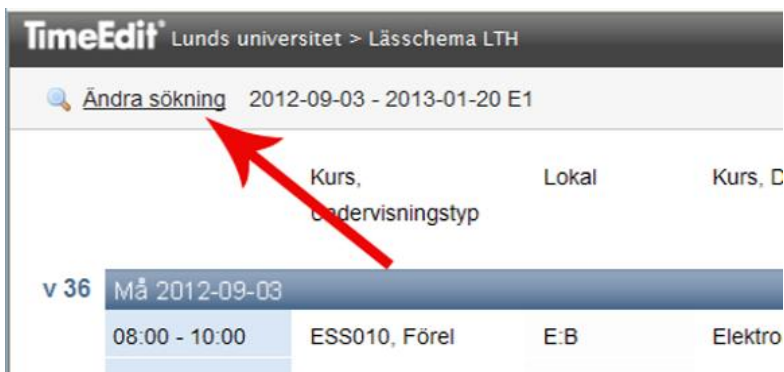 TimeEdit Lunds universitet > Lässchema LTH
Ändra sökning 2012-09-03 - 2013-01-20 E1
Kurs, Lokal Kurs, D
Undervisningstyp
v 36 Må 2012-09-03
08:00 - 10:00 ESS010, Förel E:B Elektro